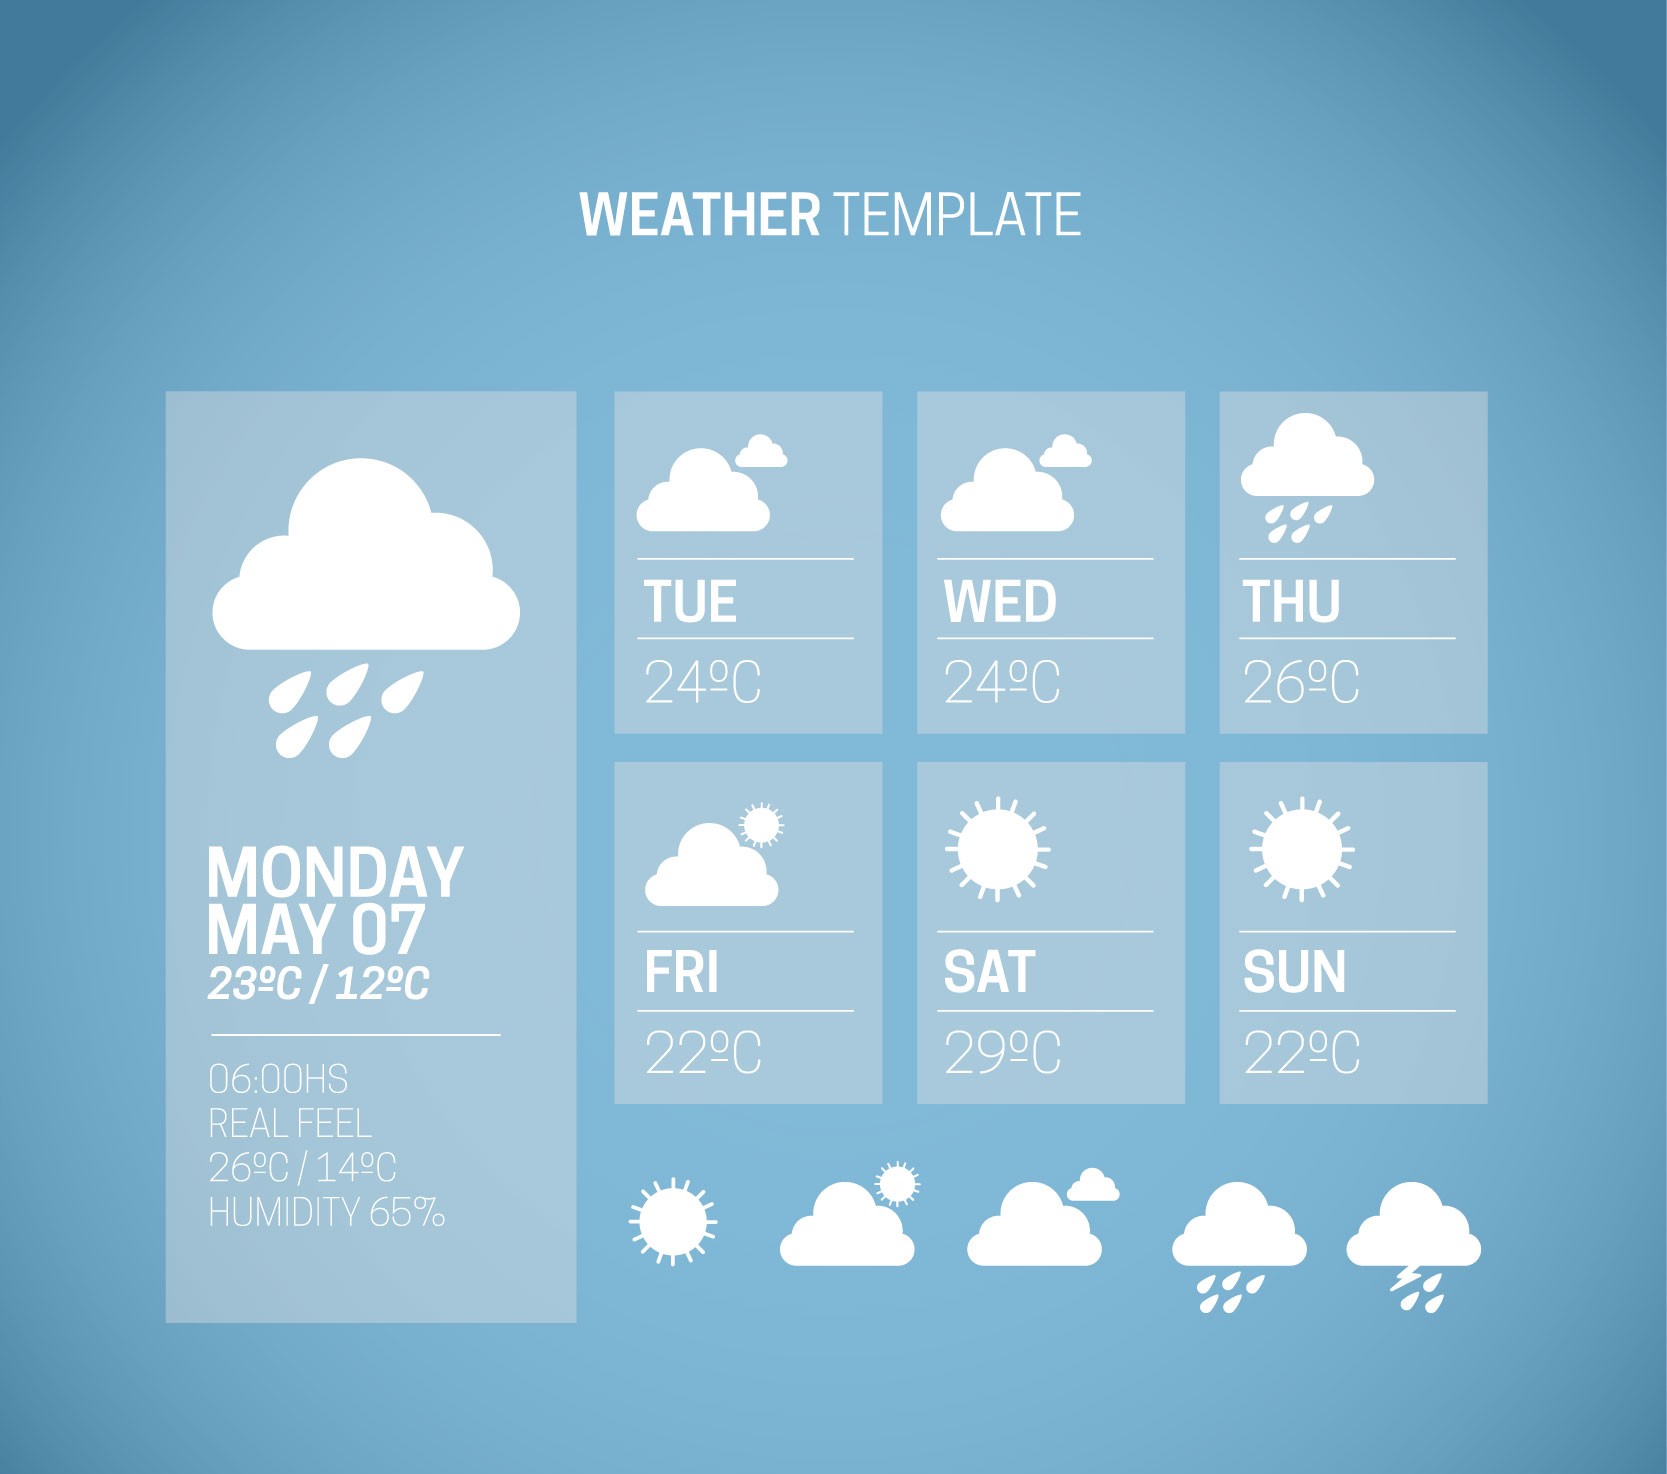 WEATHER TEMPLATE
MONDAY
MAY 07
23ºC / 12ºC
06:00HS
REAL FEEL
26ºC / 14ºC
HUMIDITY 65%
TUE
24ºC
WED
24ºC
THU
26ºC
FRI
22ºC
SAT
29ºC
SUN
22ºC